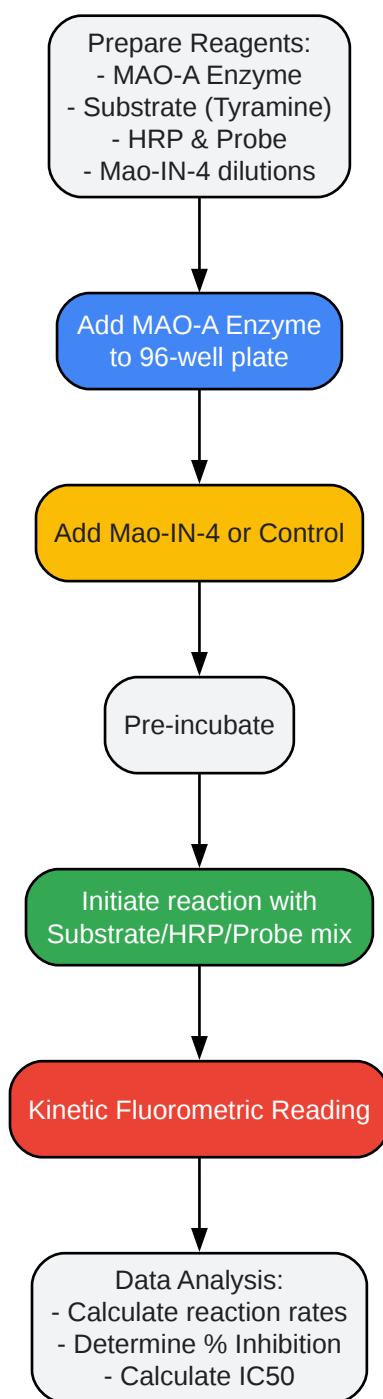 Prepare Reagents:
- MAO-A Enzyme
- Substrate (Tyramine)
- HRP & Probe
- Mao-IN-4 dilutions
Add MAO-A Enzyme
to 96-well plate
Add Mao-IN-4 or Control
Pre-incubate
Initiate reaction with
Substrate/HRP/Probe mix
Kinetic Fluorometric Reading
Data Analysis:
- Calculate reaction rates
- Determine % Inhibition
- Calculate IC50